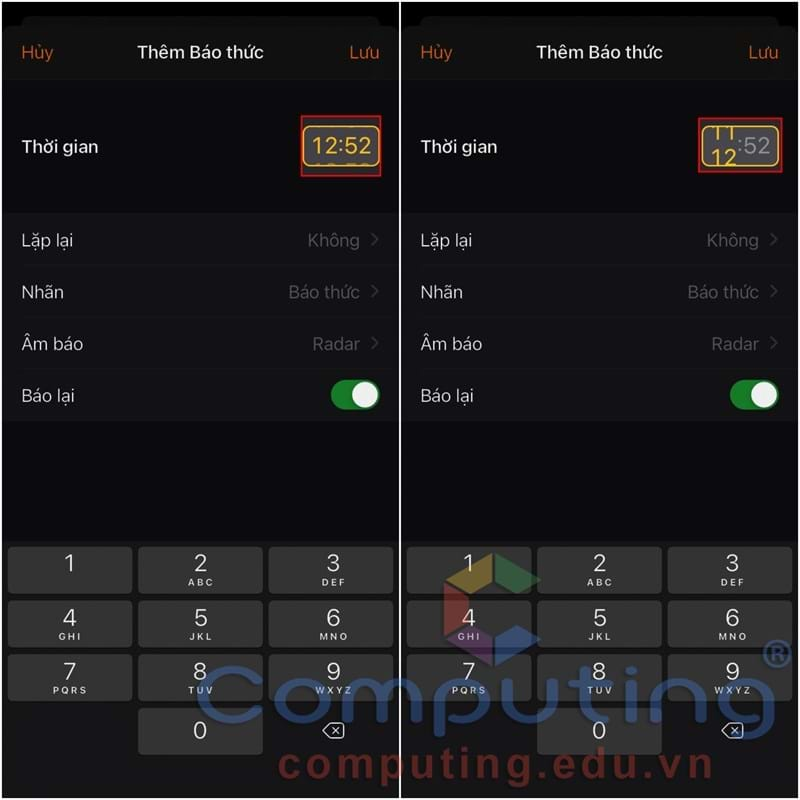 Hủy Thêm Báo thức Lưu
Thời gian 12:52
Lặp lại Không
Nhãn Báo thức
Âm báo Radar
Báo lại
1 2 3
ABC DEF
4 5 6
GHI JKL MNO
7 8 9
PQRS TUV WXYZ
0
Hủy Thêm Báo thức Lưu
11
Thời gian 12 :52
Lặp lại Không
Nhãn Báo thức
Âm báo Radar
Báo lại
1 2 3
ABC DEF
4 5 6
GHI JKL MNO
7 8 9
PQRS TUV WXYZ
0
Computing ®
computing.edu.vn